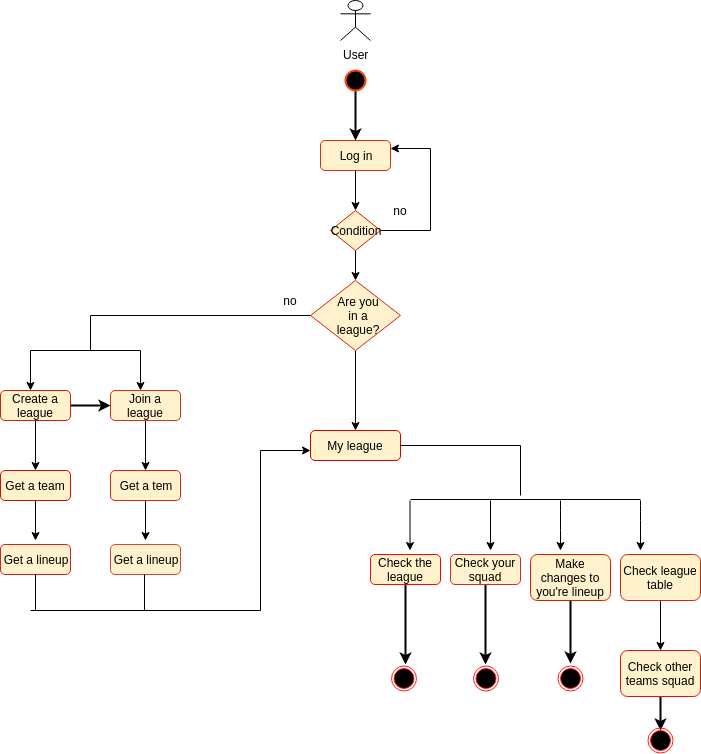 User
Log in
no
Condition
no
Are you
in a
league?
Create a
league
Join a
league
My league
Get a team
Get a tem
Get a lineup
Get a lineup
Check the
league
Check your
squad
Make
changes to
you're lineup
Check league
table
Check other
teams squad